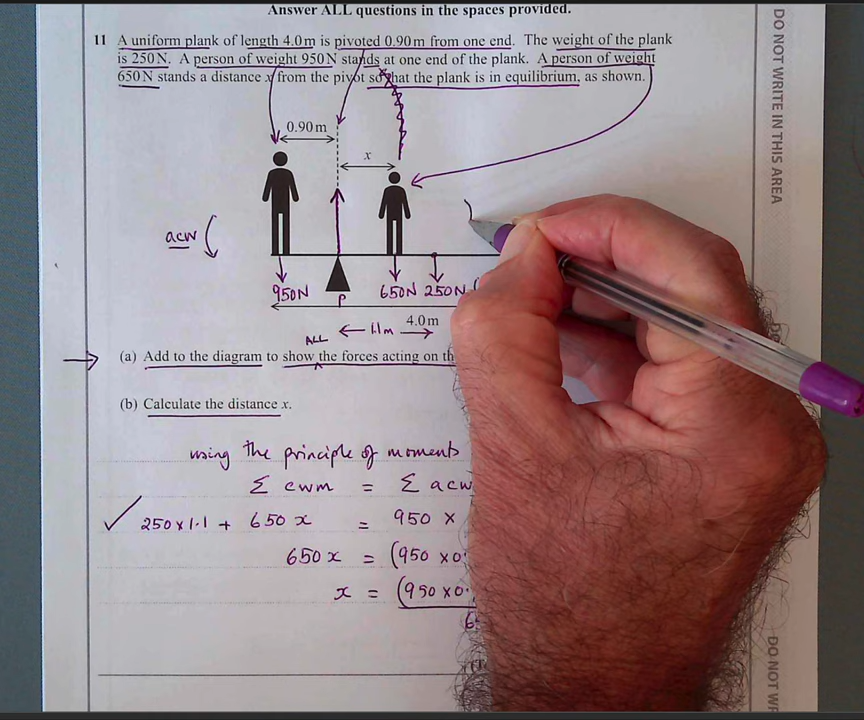 Answer ALL questions in the spaces provided.
11 A uniform plank of length 4.0 m is pivoted 0.90 m from one end. The weight of the plank
is 250 N. A person of weight 950 N stands at one end of the plank. A person of weight
650 N stands a distance x from the pivot so that the plank is in equilibrium, as shown.
0.90 m
x
acw
950N
P
650N 250N
4.0 m
ALL
1.1m
(a) Add to the diagram to show the forces acting on
(b) Calculate the distance x.
using the principle of moments
Σ cwm = Σ acw
250 x 1.1 + 650 x = 950 x
650 x = (950 x 0.
x = (950 x 0.
6
DO NOT WRITE IN THIS AREA
DO NOT